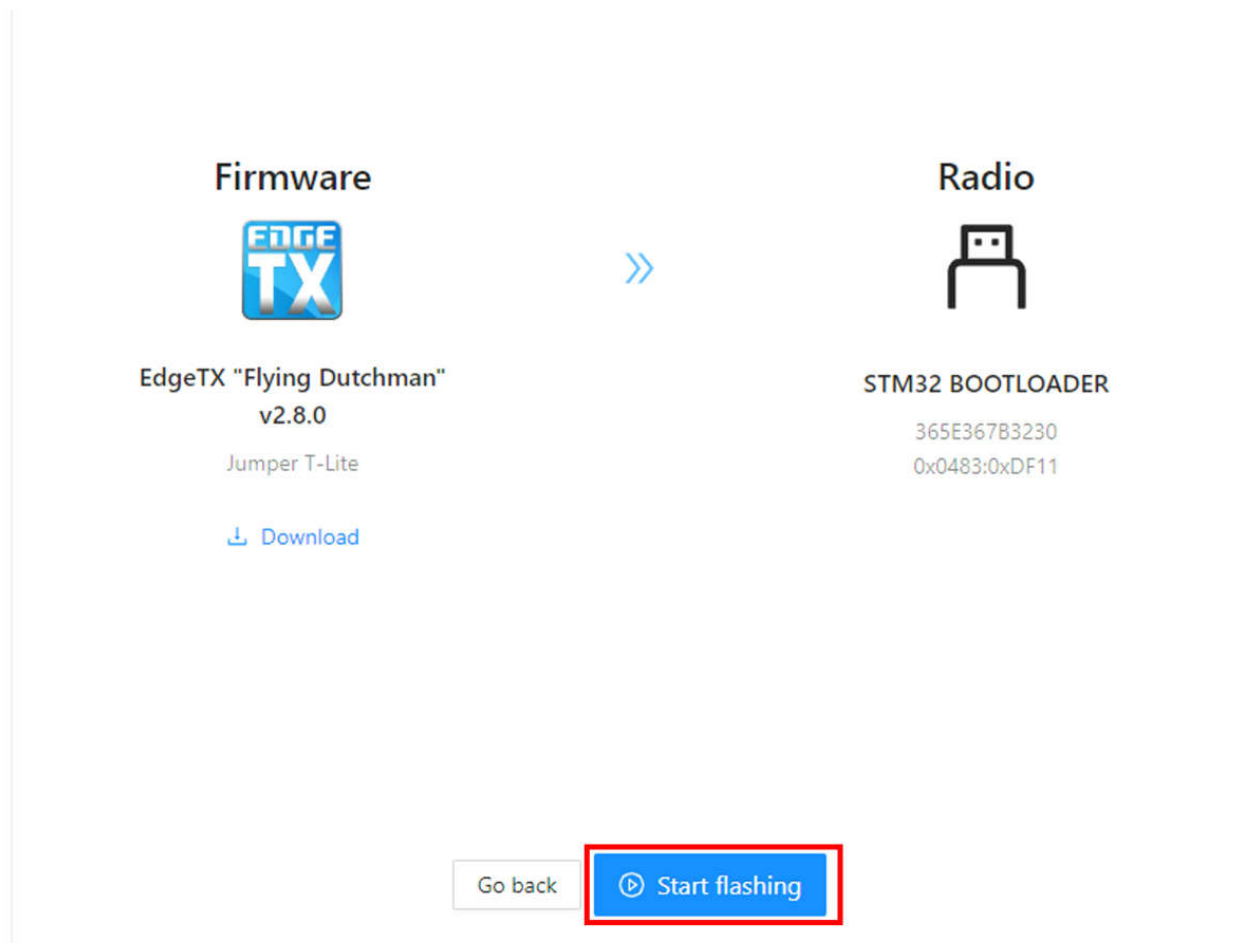 Firmware
Radio
EDGE
TX
EdgeTX "Flying Dutchman"
v2.8.0
Jumper T-Lite
Download
STM32 BOOTLOADER
365E367B3230
0x0483:0xDF11
Go back
Start flashing